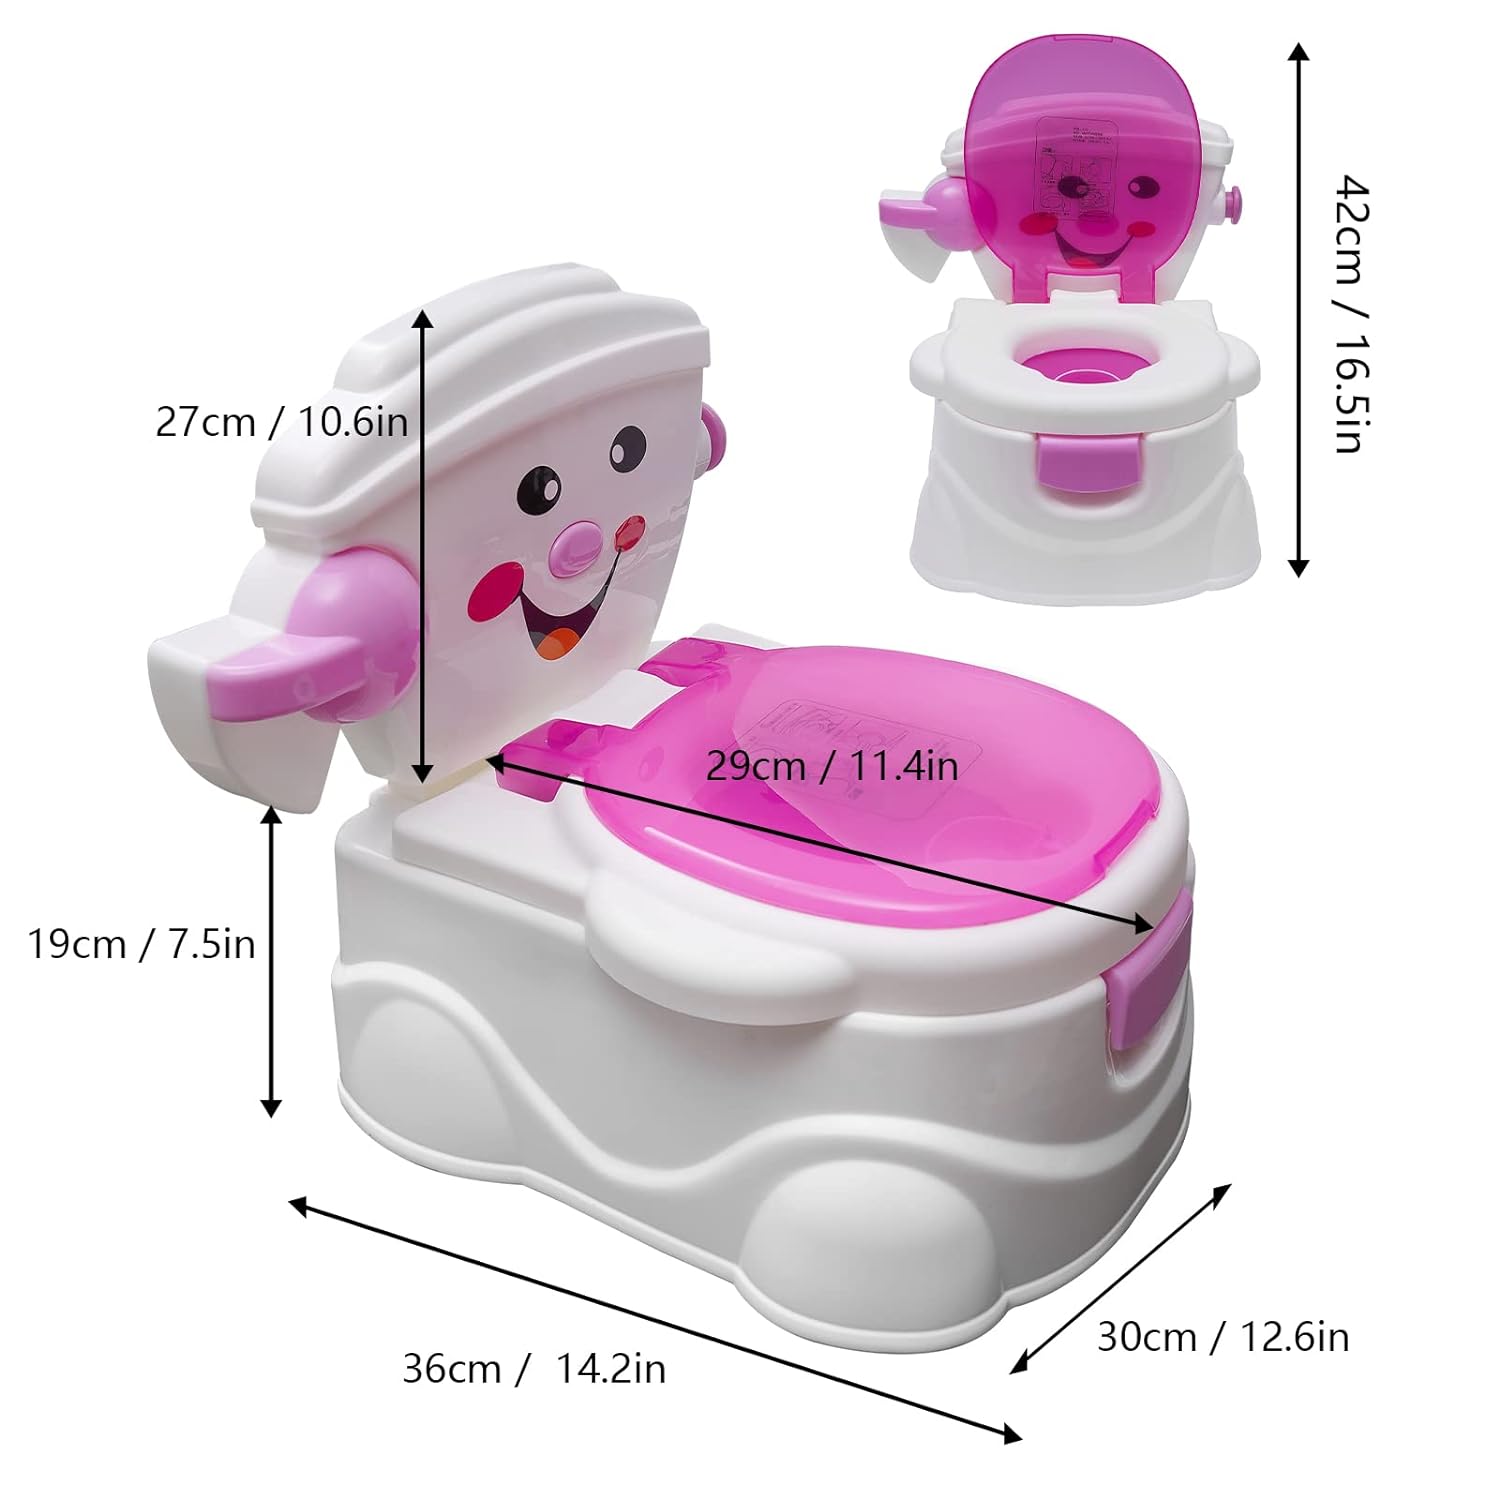 42cm / 16.5in
27cm / 10.6in
29cm / 11.4in
19cm / 7.5in
30cm / 12.6in
36cm / 14.2in